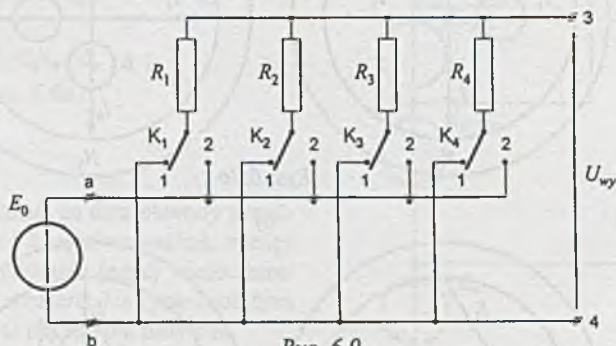 3
R₁ R₂ R₃ R₄
K₁ 2 K₂ 2 K₃ 2 K₄ 2
1 1 1 1
U_wy
a
E₀
b
4
Rys. 6.9